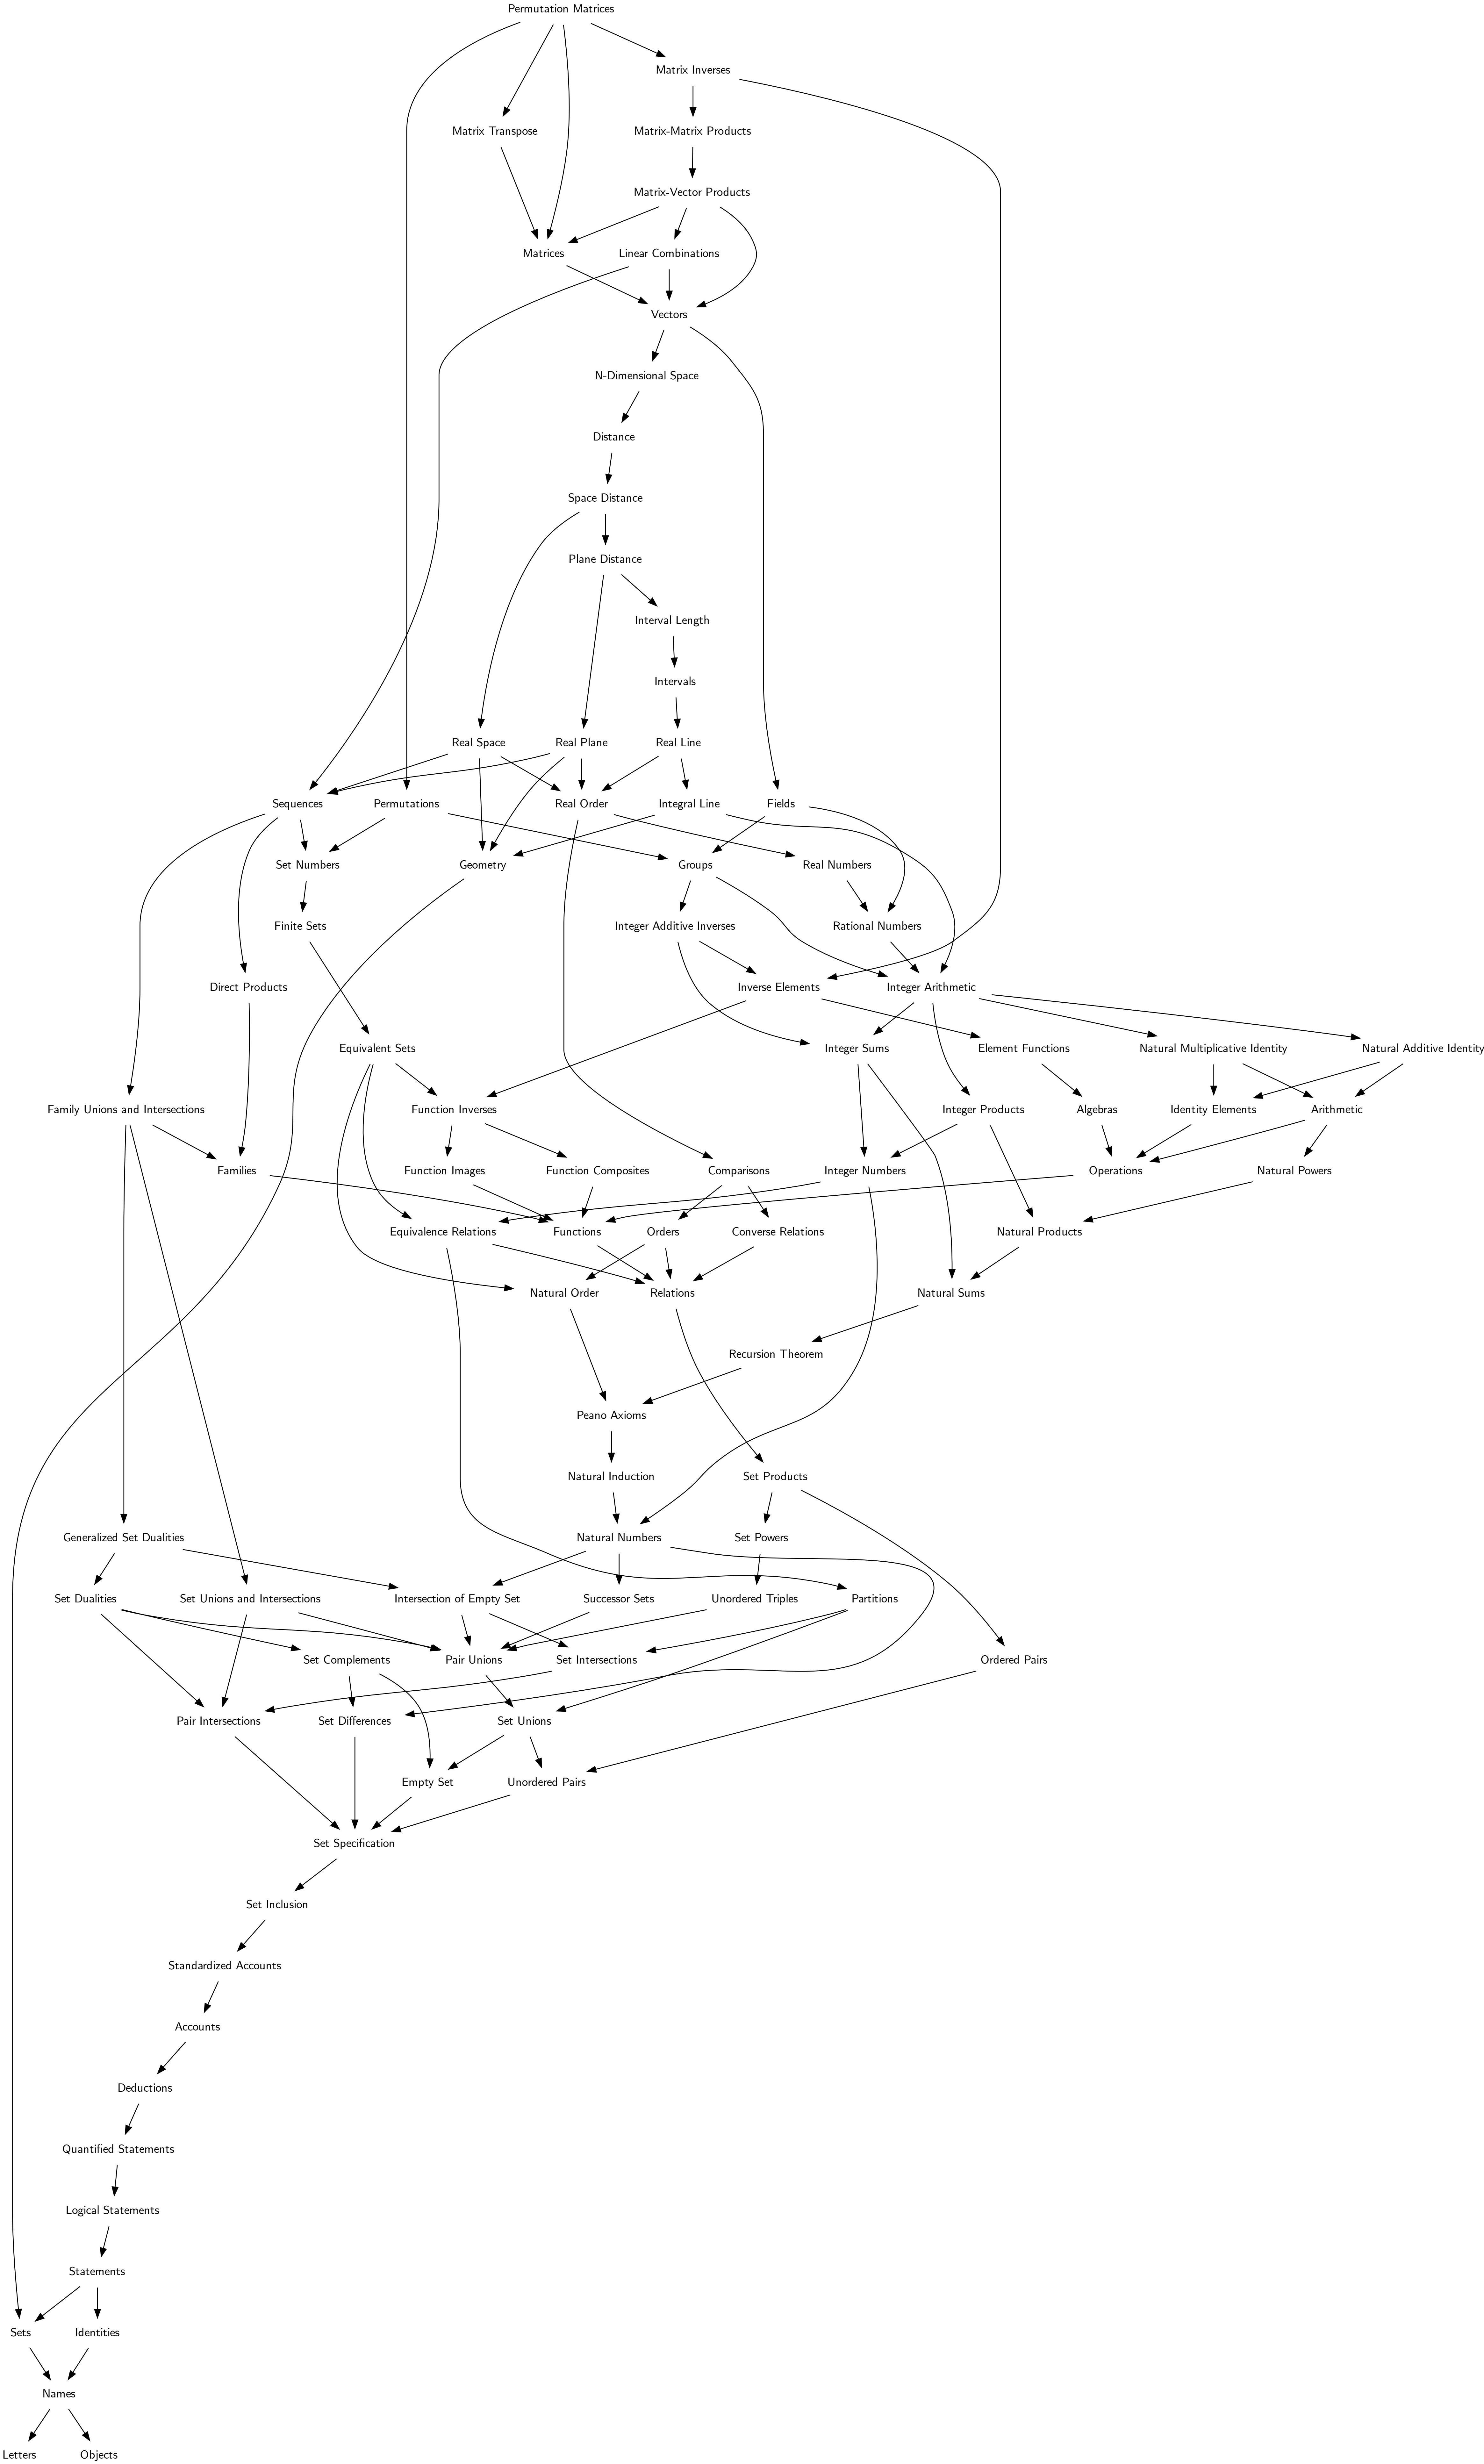 Permutation Matrices
Matrix Inverses
Matrix Transpose
Matrix-Matrix Products
Matrix-Vector Products
Matrices
Linear Combinations
Vectors
N-Dimensional Space
Distance
Space Distance
Plane Distance
Interval Length
Intervals
Real Space
Real Plane
Real Line
Sequences
Permutations
Real Order
Integral Line
Fields
Set Numbers
Geometry
Groups
Real Numbers
Finite Sets
Integer Additive Inverses
Rational Numbers
Direct Products
Inverse Elements
Integer Arithmetic
Equivalent Sets
Integer Sums
Element Functions
Natural Multiplicative Identity
Natural Additive Identity
Family Unions and Intersections
Function Inverses
Integer Products
Algebras
Identity Elements
Arithmetic
Families
Function Images
Function Composites
Comparisons
Integer Numbers
Operations
Natural Powers
Equivalence Relations
Functions
Orders
Converse Relations
Natural Products
Natural Order
Relations
Natural Sums
Recursion Theorem
Peano Axioms
Natural Induction
Set Products
Generalized Set Dualities
Natural Numbers
Set Powers
Set Dualities
Set Unions and Intersections
Intersection of Empty Set
Successor Sets
Unordered Triples
Partitions
Set Complements
Pair Unions
Set Intersections
Ordered Pairs
Pair Intersections
Set Differences
Set Unions
Empty Set
Unordered Pairs
Set Specification
Set Inclusion
Standardized Accounts
Accounts
Deductions
Quantified Statements
Logical Statements
Statements
Sets
Identities
Names
Letters
Objects